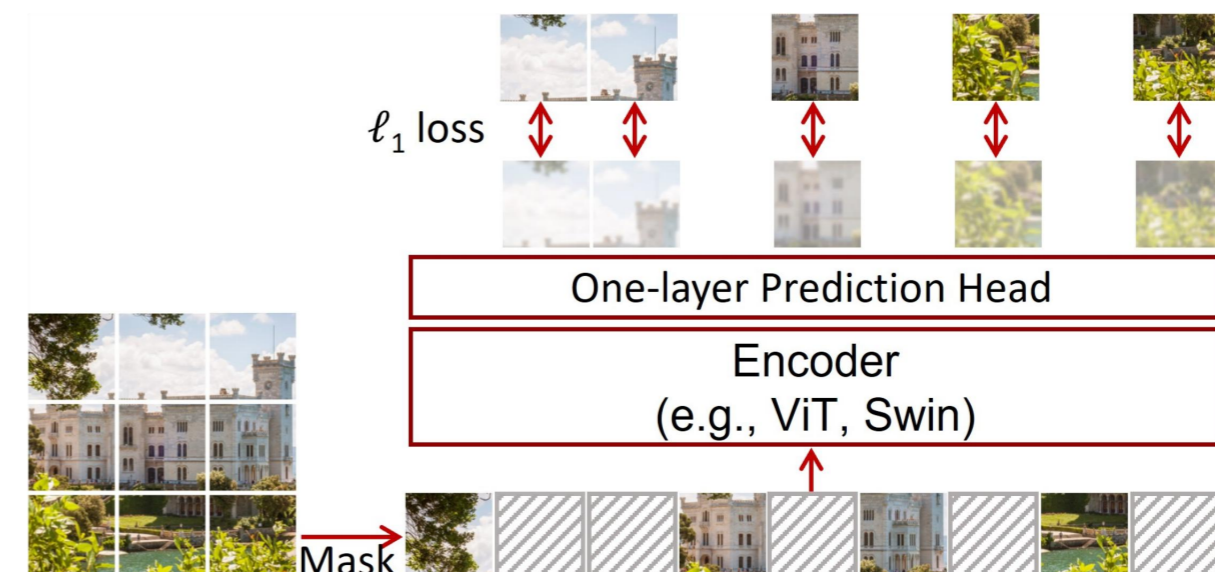 ℓ₁ loss
One-layer Prediction Head
Encoder
(e.g., ViT, Swin)
Mask